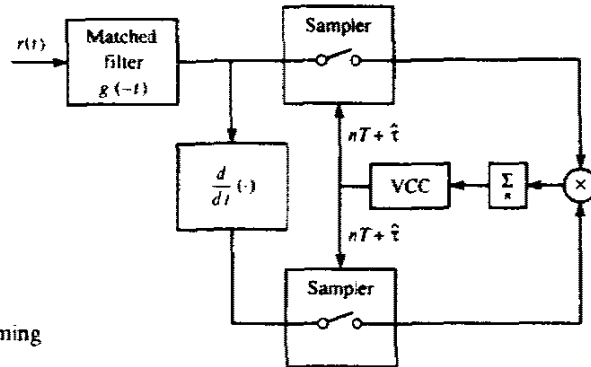 Sampler
Matched
filter
g(-t)
r(t)
nT + τ̂
d/dt (·)
VCC
Σ
n
×
nT + τ̂
Sampler
ming